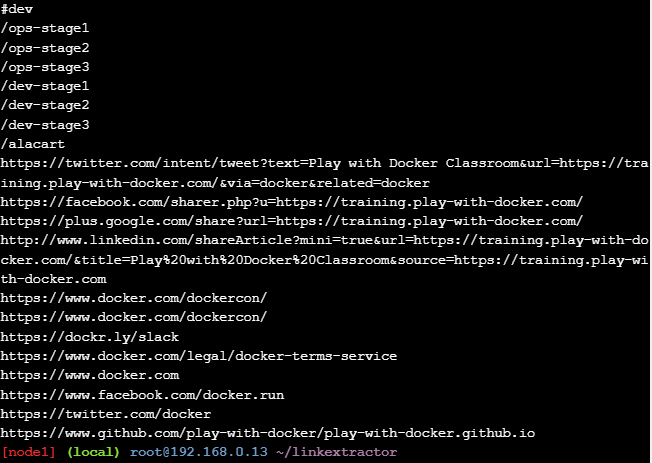 #dev
/ops-stage1
/ops-stage2
/ops-stage3
/dev-stage1
/dev-stage2
/dev-stage3
/alacart
https://twitter.com/intent/tweet?text=Play with Docker Classroom&url=https://tra
ining.play-with-docker.com/&via=docker&related=docker
https://facebook.com/sharer.php?u=https://training.play-with-docker.com/
https://plus.google.com/share?url=https://training.play-with-docker.com/
http://www.linkedin.com/shareArticle?mini=true&url=https://training.play-with-do
cker.com/&title=Play%20with%20Docker%20Classroom&source=https://training.play-wi
th-docker.com
https://www.docker.com/dockercon/
https://www.docker.com/dockercon/
https://dockr.ly/slack
https://www.docker.com/legal/docker-terms-service
https://www.docker.com
https://www.facebook.com/docker.run
https://twitter.com/docker
https://www.github.com/play-with-docker/play-with-docker.github.io
[node1] (local) root@192.168.0.13 ~/linkextractor